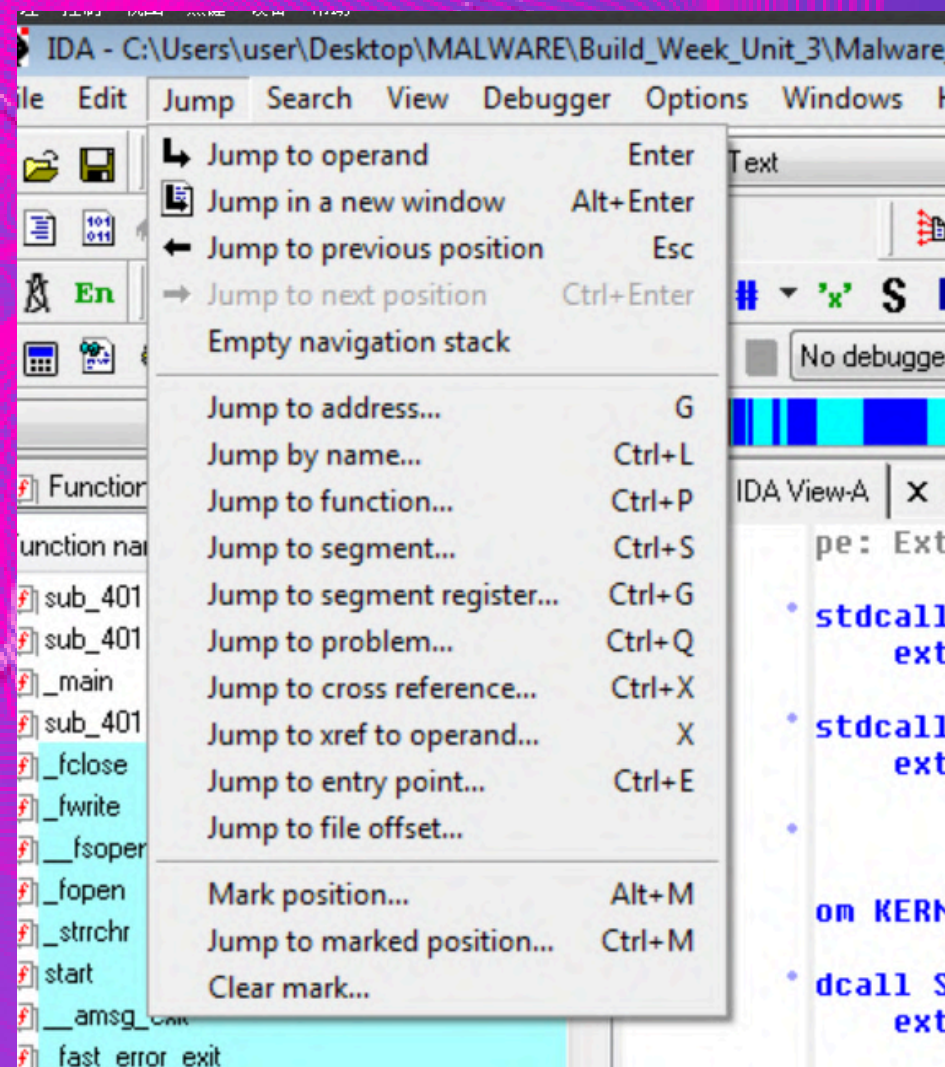 IDA - C:\Users\user\Desktop\MALWARE\Build_Week_Unit_3\Malware_
ile Edit Jump Search View Debugger Options Windows H
Jump to operand Enter
Text
Jump in a new window Alt+Enter
Jump to previous position Esc
En
Jump to next position Ctrl+Enter
# 'x' S
Empty navigation stack
No debugge
Jump to address... G
Jump by name... Ctrl+L
Function
Jump to function... Ctrl+P
IDA View-A
unction nai
Jump to segment... Ctrl+S
pe: Ext
sub_401
Jump to segment register... Ctrl+G
stdcall
sub_401
Jump to problem... Ctrl+Q
ext
_main
Jump to cross reference... Ctrl+X
sub_401
Jump to xref to operand... X
stdcall
_fclose
Jump to entry point... Ctrl+E
ext
_fwrite
Jump to file offset...
__fsoper
_fopen
Mark position... Alt+M
om KERN
_strrchr
Jump to marked position... Ctrl+M
start
Clear mark...
dcall S
__amsg_exit
ext
fast_error_exit